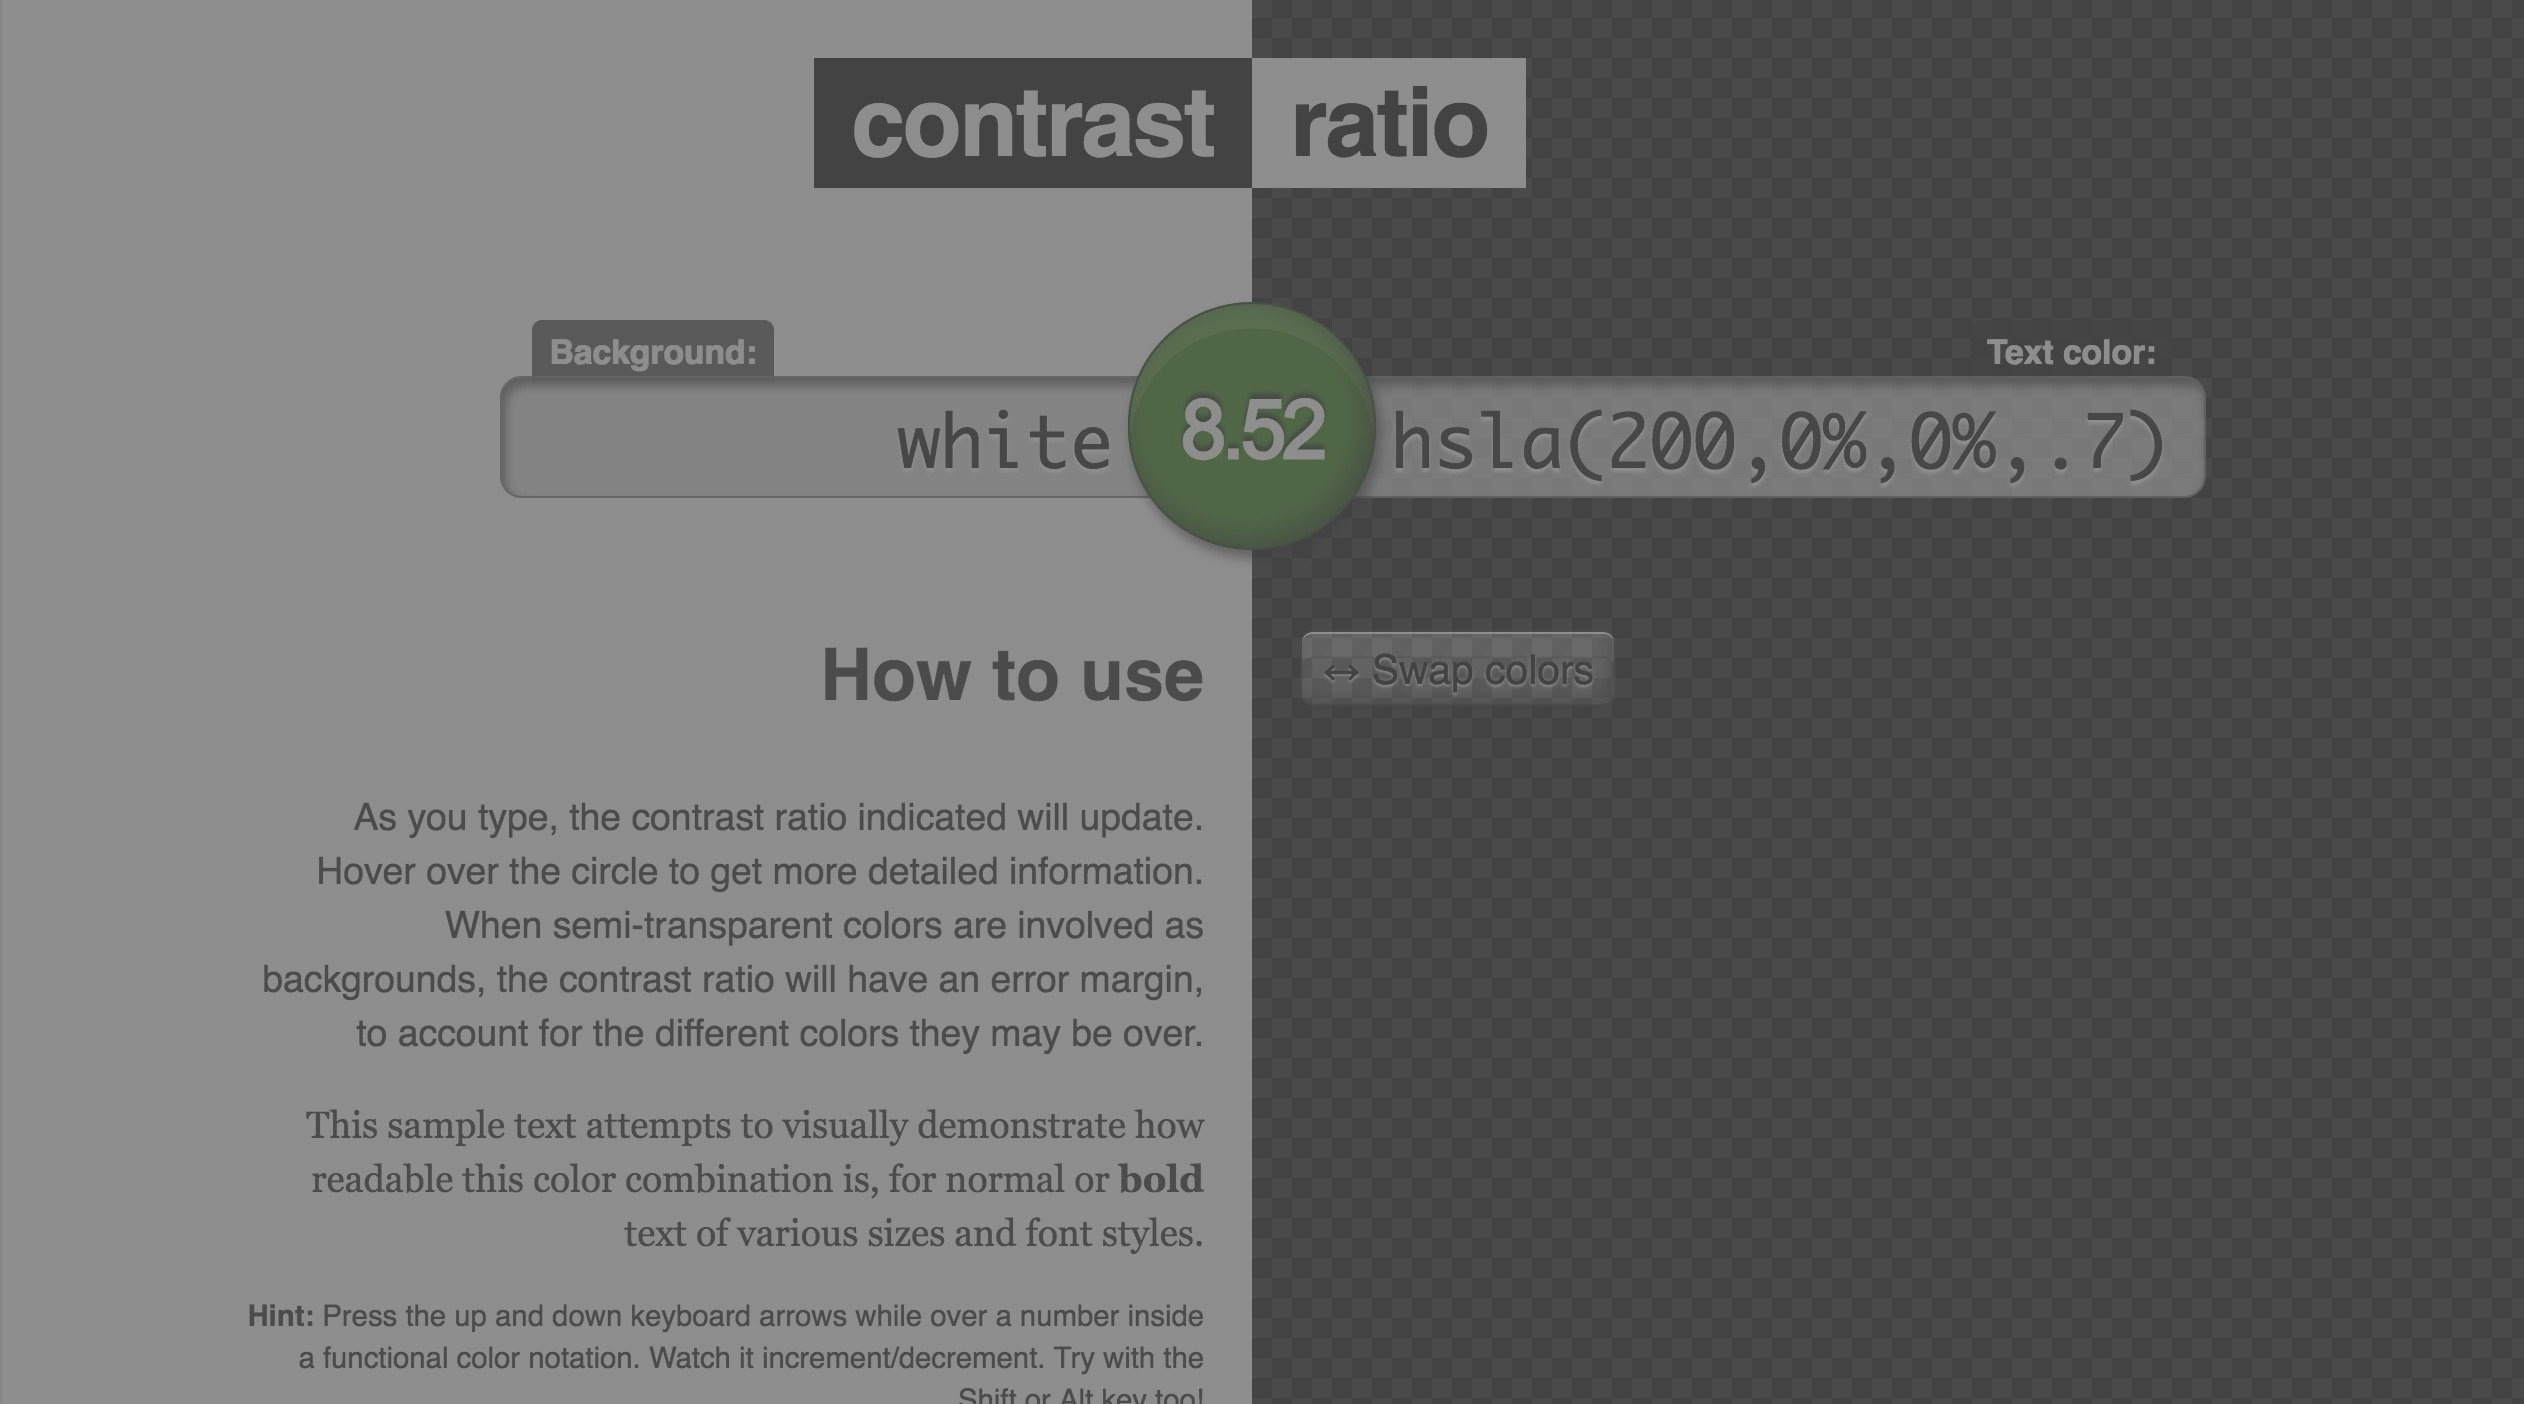 contrast ratio
Background:
Text color:
white 8.52 hsla(200,0%,0%,.7)
How to use
↔ Swap colors
As you type, the contrast ratio indicated will update.
Hover over the circle to get more detailed information.
When semi-transparent colors are involved as
backgrounds, the contrast ratio will have an error margin,
to account for the different colors they may be over.
This sample text attempts to visually demonstrate how
readable this color combination is, for normal or bold
text of various sizes and font styles.
Hint: Press the up and down keyboard arrows while over a number inside
a functional color notation. Watch it increment/decrement. Try with the
Shift or Alt key too!